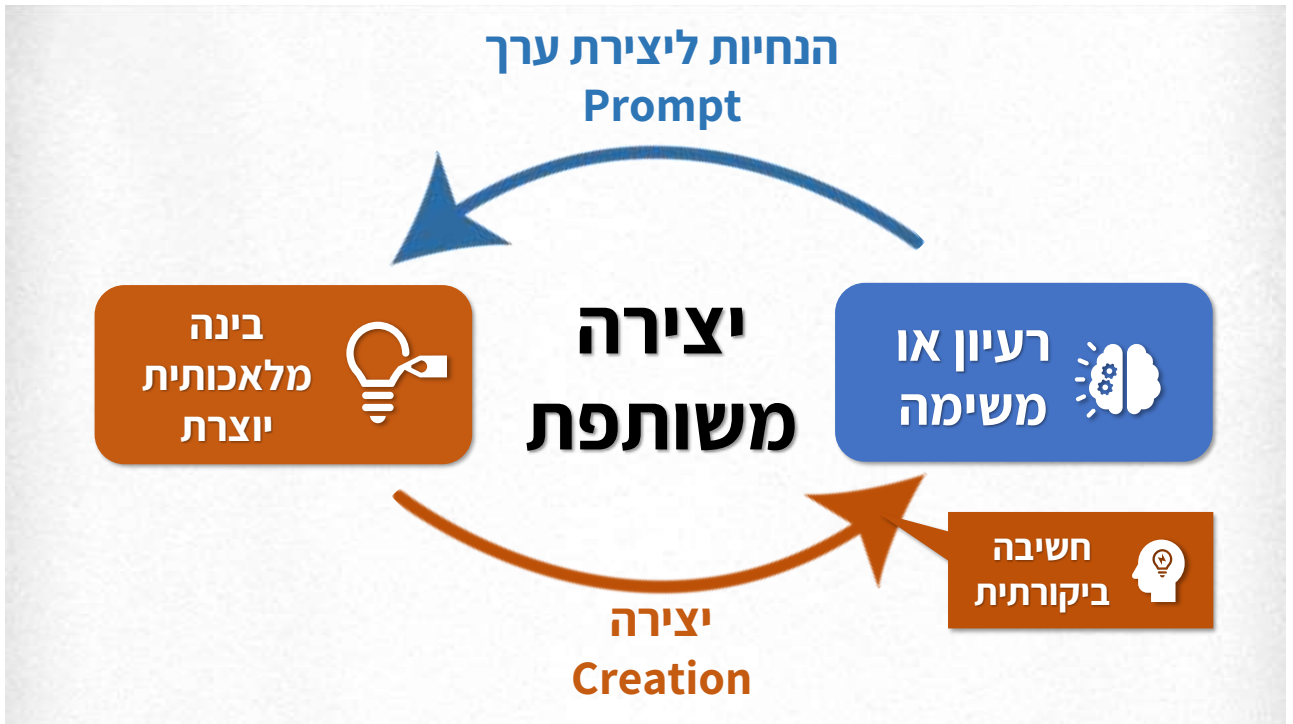 הנחיות ליצירת ערך
Prompt
רעיון או
משימה
יצירה
משותפת
בינה
מלאכותית
יוצרת
חשיבה
ביקורתית
יצירה
Creation